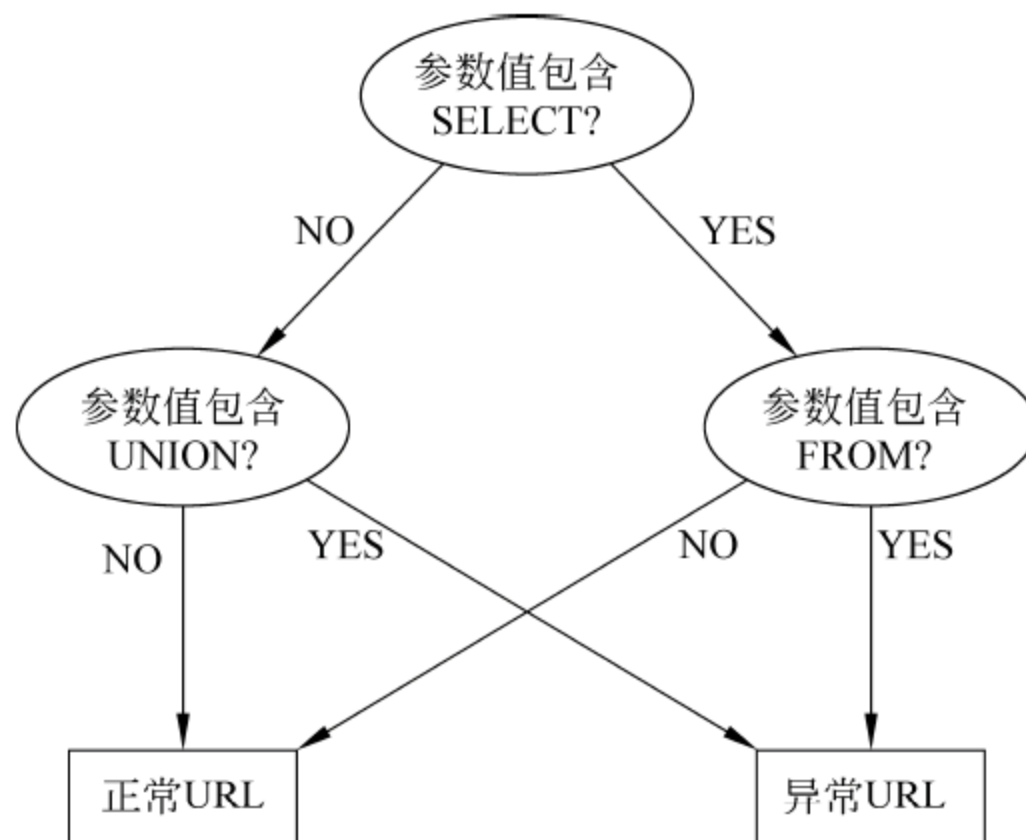 参数值包含
SELECT?
NO
YES
参数值包含
UNION?
参数值包含
FROM?
NO
YES
NO
YES
正常URL
异常URL